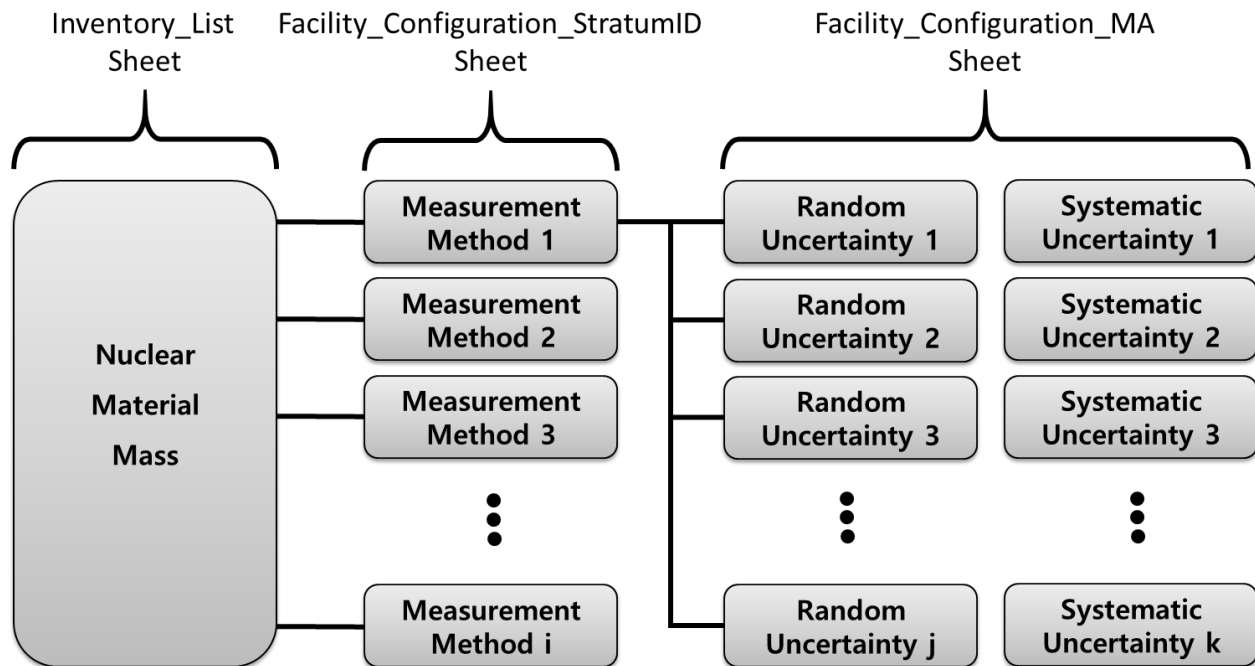 Inventory_List
Sheet
Facility_Configuration_StratumID
Sheet
Facility_Configuration_MA
Sheet
Nuclear
Material
Mass
Measurement
Method 1
Measurement
Method 2
Measurement
Method 3
Measurement
Method i
Random
Uncertainty 1
Random
Uncertainty 2
Random
Uncertainty 3
Random
Uncertainty j
Systematic
Uncertainty 1
Systematic
Uncertainty 2
Systematic
Uncertainty 3
Systematic
Uncertainty k